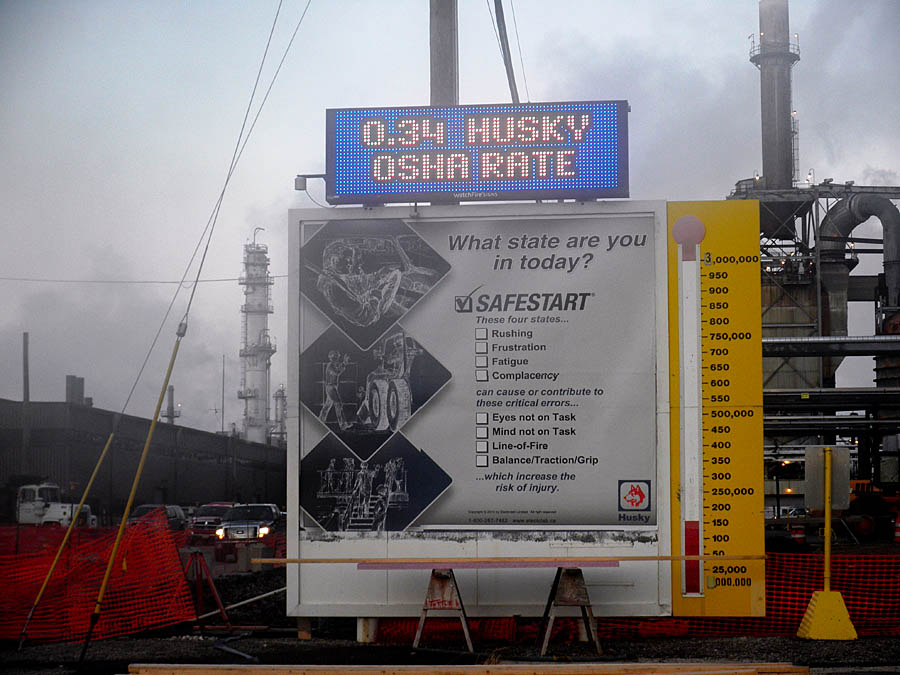 0.34 HUSKY
OSHA RATE
What state are you
in today?
SAFESTART®
These four states...
Rushing
Frustration
Fatigue
Complacency
can cause or contribute to
these critical errors...
Eyes not on Task
Mind not on Task
Line-of-Fire
Balance/Traction/Grip
...which increase the
risk of injury.
Husky
3,000,000
950
900
850
800
750,000
700
650
600
550
500,000
450
400
350
300
250,000
200
150
100
50
25,000
000,000